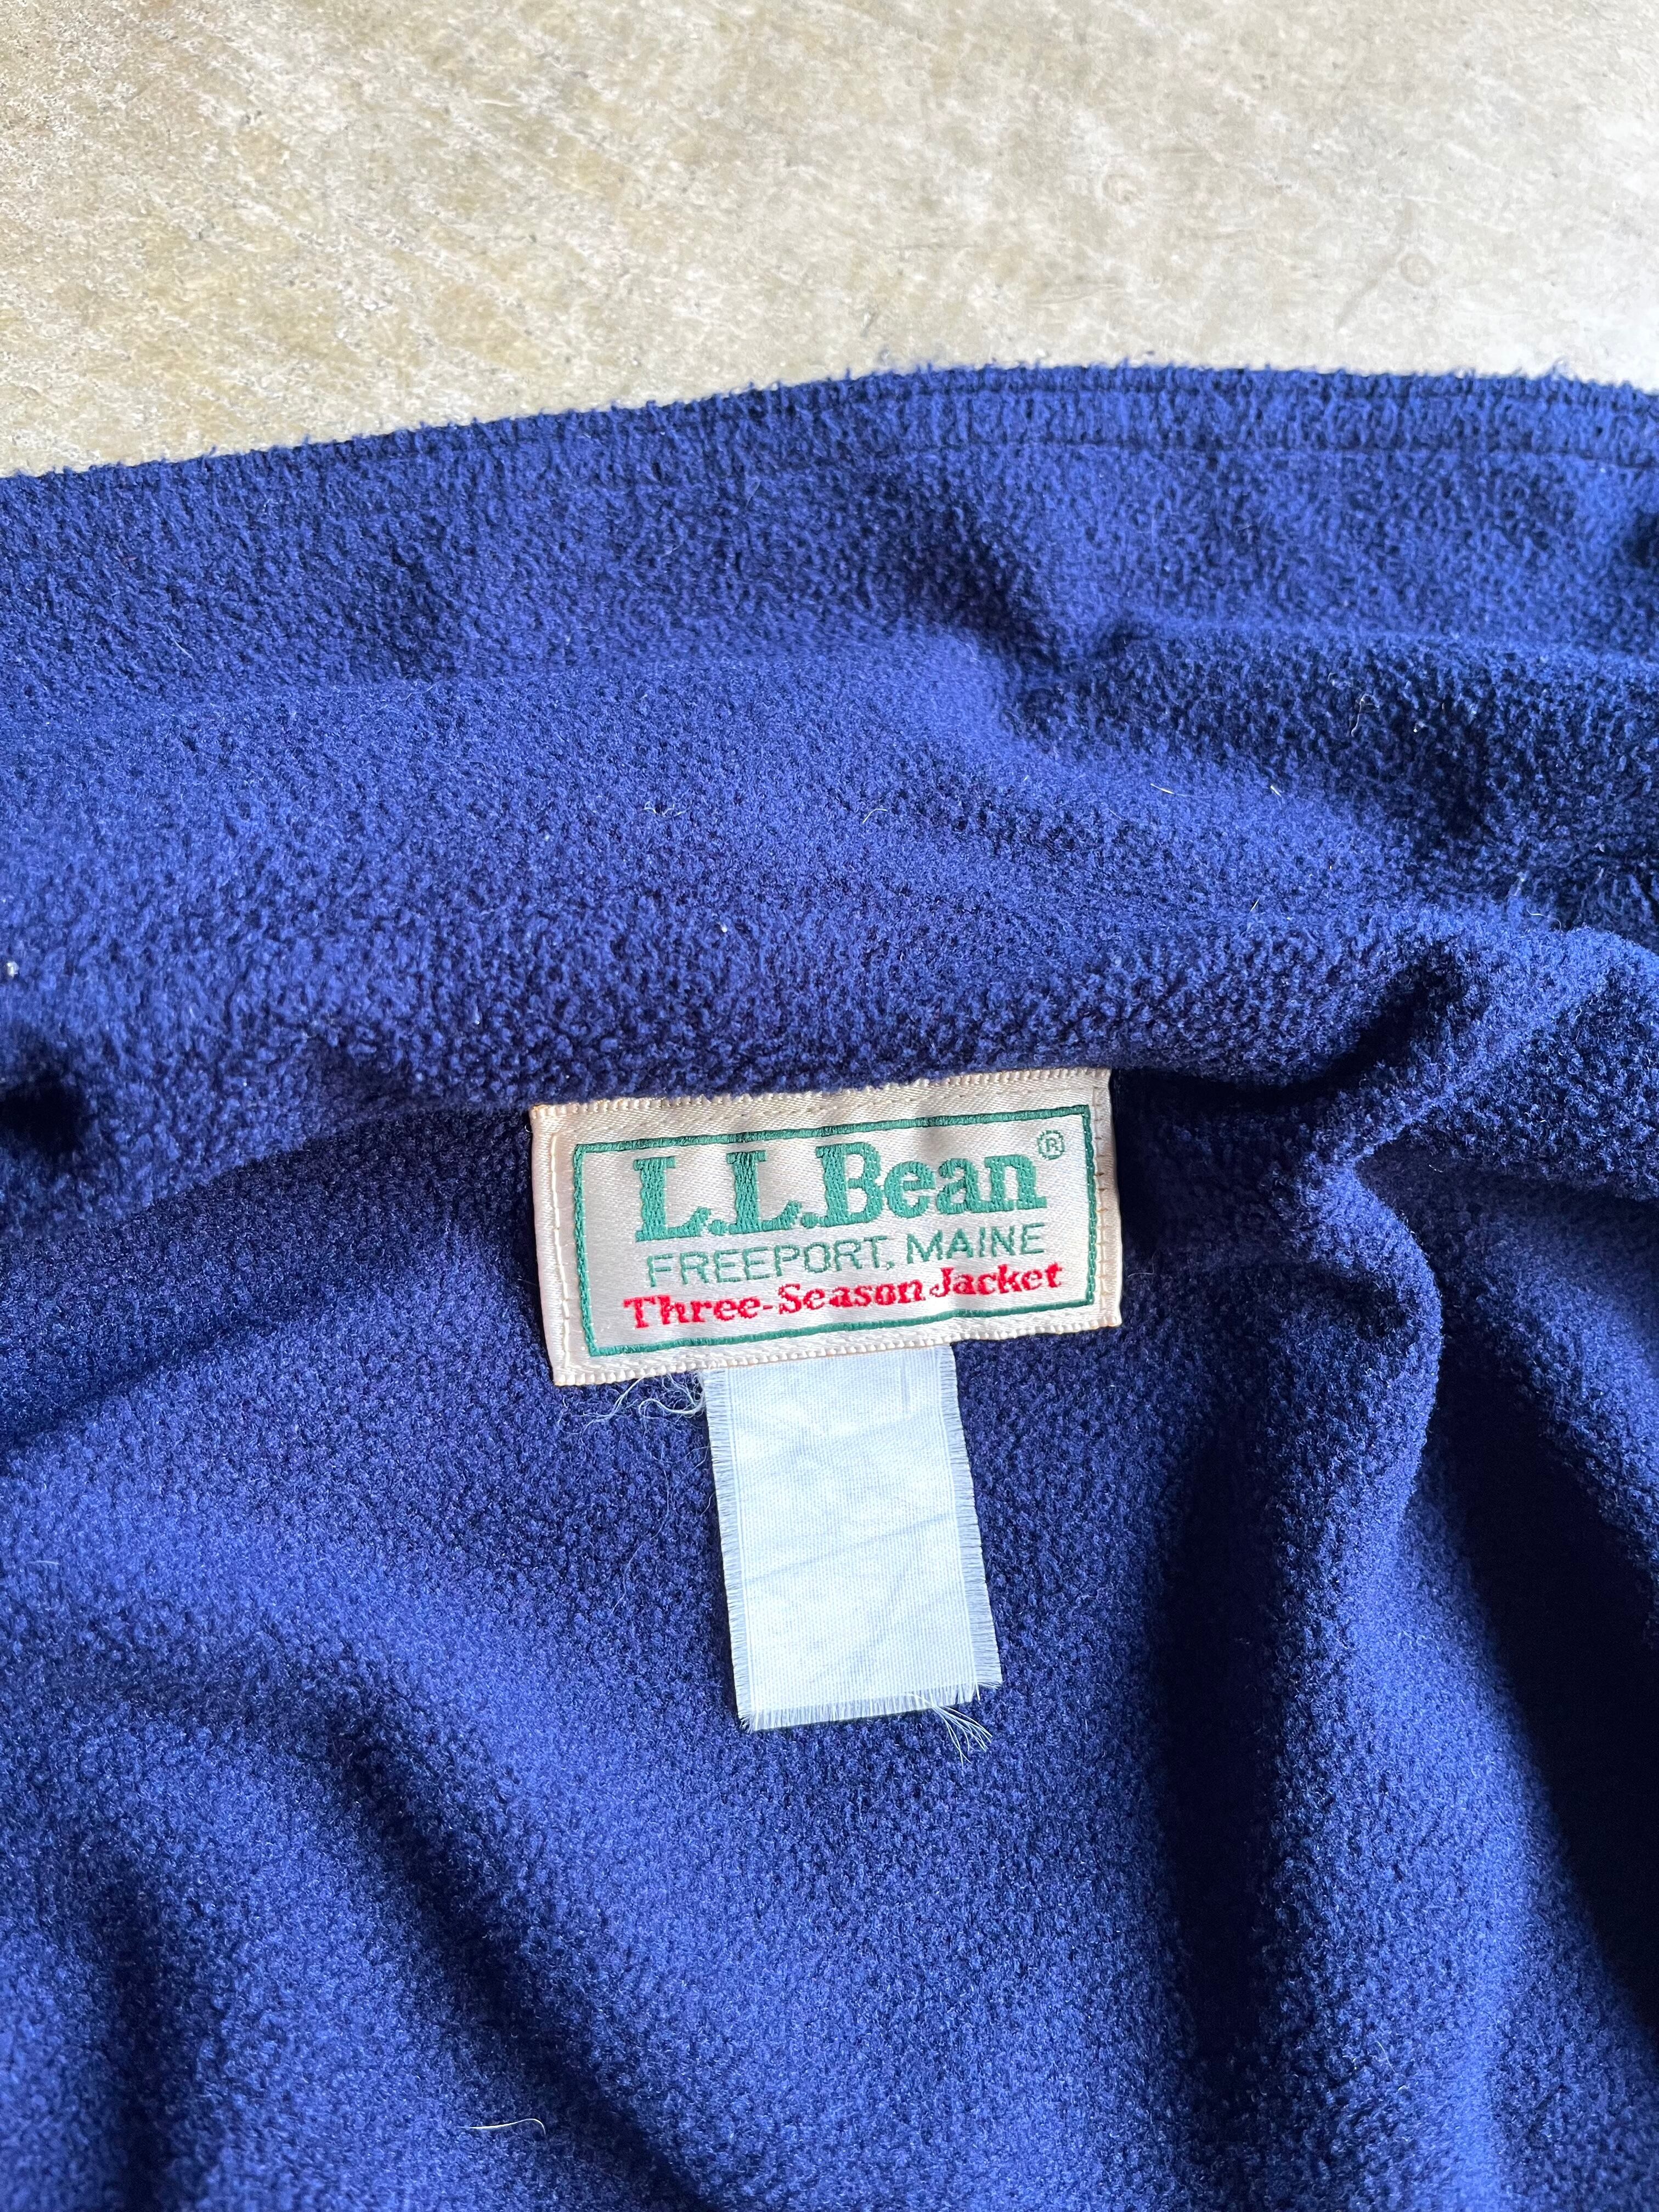 L.L.Bean®
FREEPORT, MAINE
Three-Season Jacket